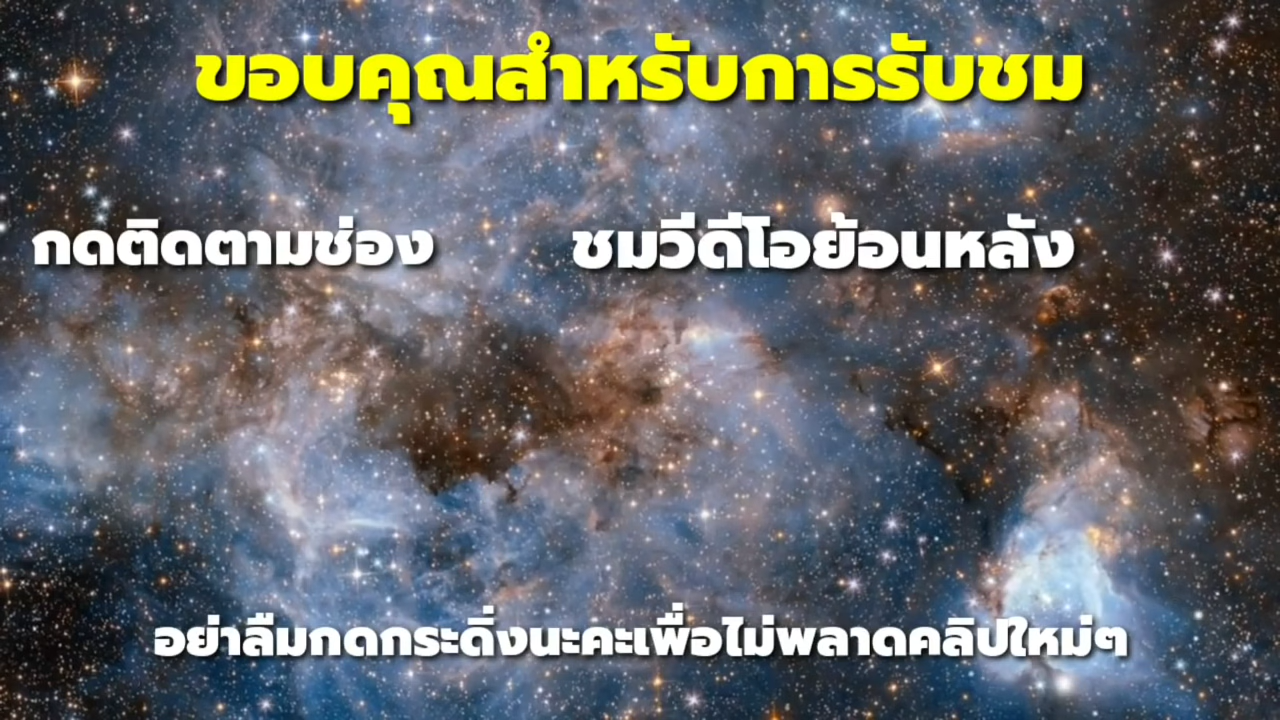 ขอบคุณสำหรับการรับชม
กดติดตามช่อง
ชมวีดีโอย้อนหลัง
อย่าลืมกดกระดิ่งนะคะเพื่อไม่พลาดคลิปใหม่ๆ